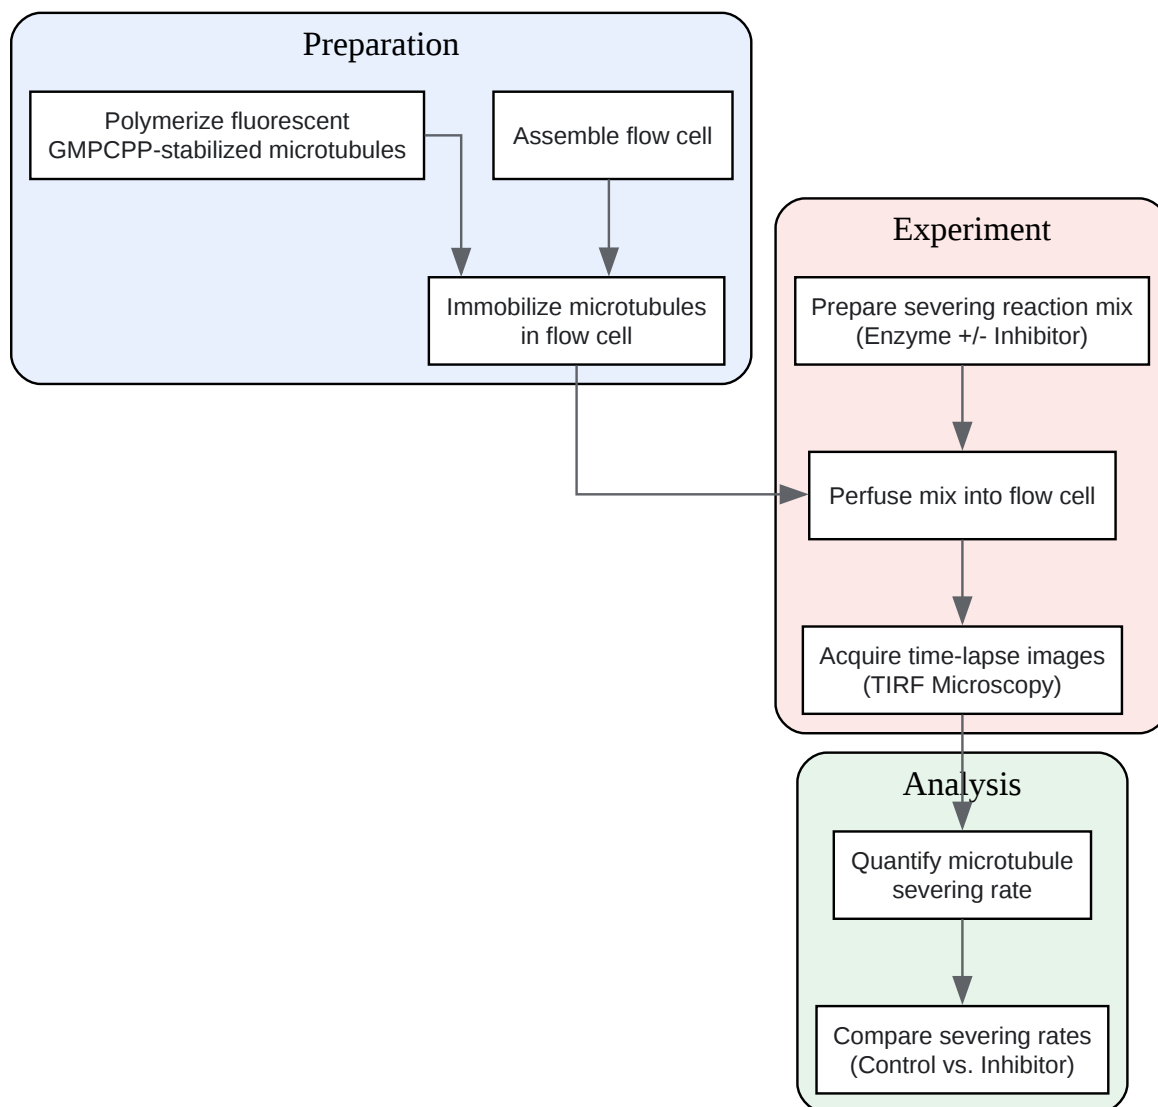 Preparation
Polymerize fluorescent
GMPCPP-stabilized microtubules
Assemble flow cell
Immobilize microtubules
in flow cell
Experiment
Prepare severing reaction mix
(Enzyme +/- Inhibitor)
Perfuse mix into flow cell
Acquire time-lapse images
(TIRF Microscopy)
Analysis
Quantify microtubule
severing rate
Compare severing rates
(Control vs. Inhibitor)